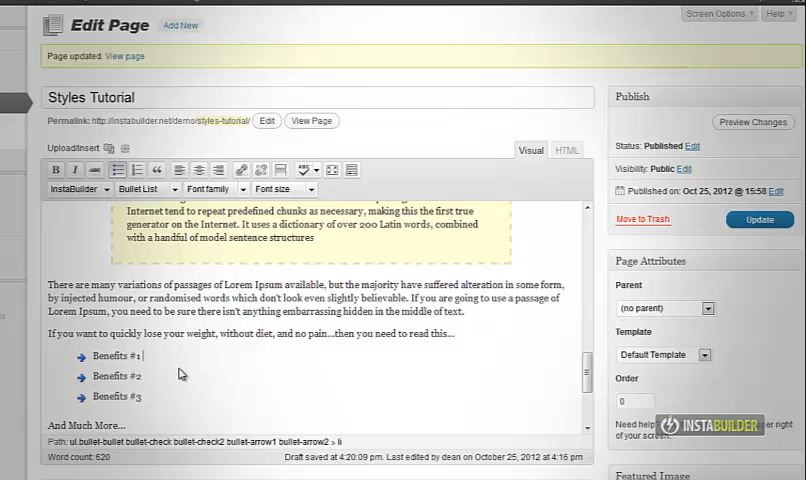 Edit Page Add New
Screen Options Help
Page updated. View page
Styles Tutorial
Permalink: http://instabuilder.net/demo/styles-tutorial/ Edit View Page
Upload/Insert
Visual HTML
B I ABC
InstaBuilder Bullet List Font family Font size
Internet tend to repeat predefined chunks as necessary, making this the first true
generator on the Internet. It uses a dictionary of over 200 Latin words, combined
with a handful of model sentence structures
There are many variations of passages of Lorem Ipsum available, but the majority have suffered alteration in some form,
by injected humour, or randomised words which don't look even slightly believable. If you are going to use a passage of
Lorem Ipsum, you need to be sure there isn't anything embarrassing hidden in the middle of text.
If you want to quickly lose your weight, without diet, and no pain...then you need to read this...
Benefits #1
Benefits #2
Benefits #3
And Much More...
Path: ul.bullet-bullet bullet-check bullet-check2 bullet-arrow1 bullet-arrow2 » li
Word count: 620
Draft saved at 4:20:09 pm. Last edited by dean on October 25, 2012 at 4:16 pm
Publish
Preview Changes
Status: Published Edit
Visibility: Public Edit
Published on: Oct 25, 2012 @ 15:58 Edit
Move to Trash Update
Page Attributes
Parent
(no parent)
Template
Default Template
Order
0
Need help
per right
of your screen.
INSTABUILDER
Featured Image